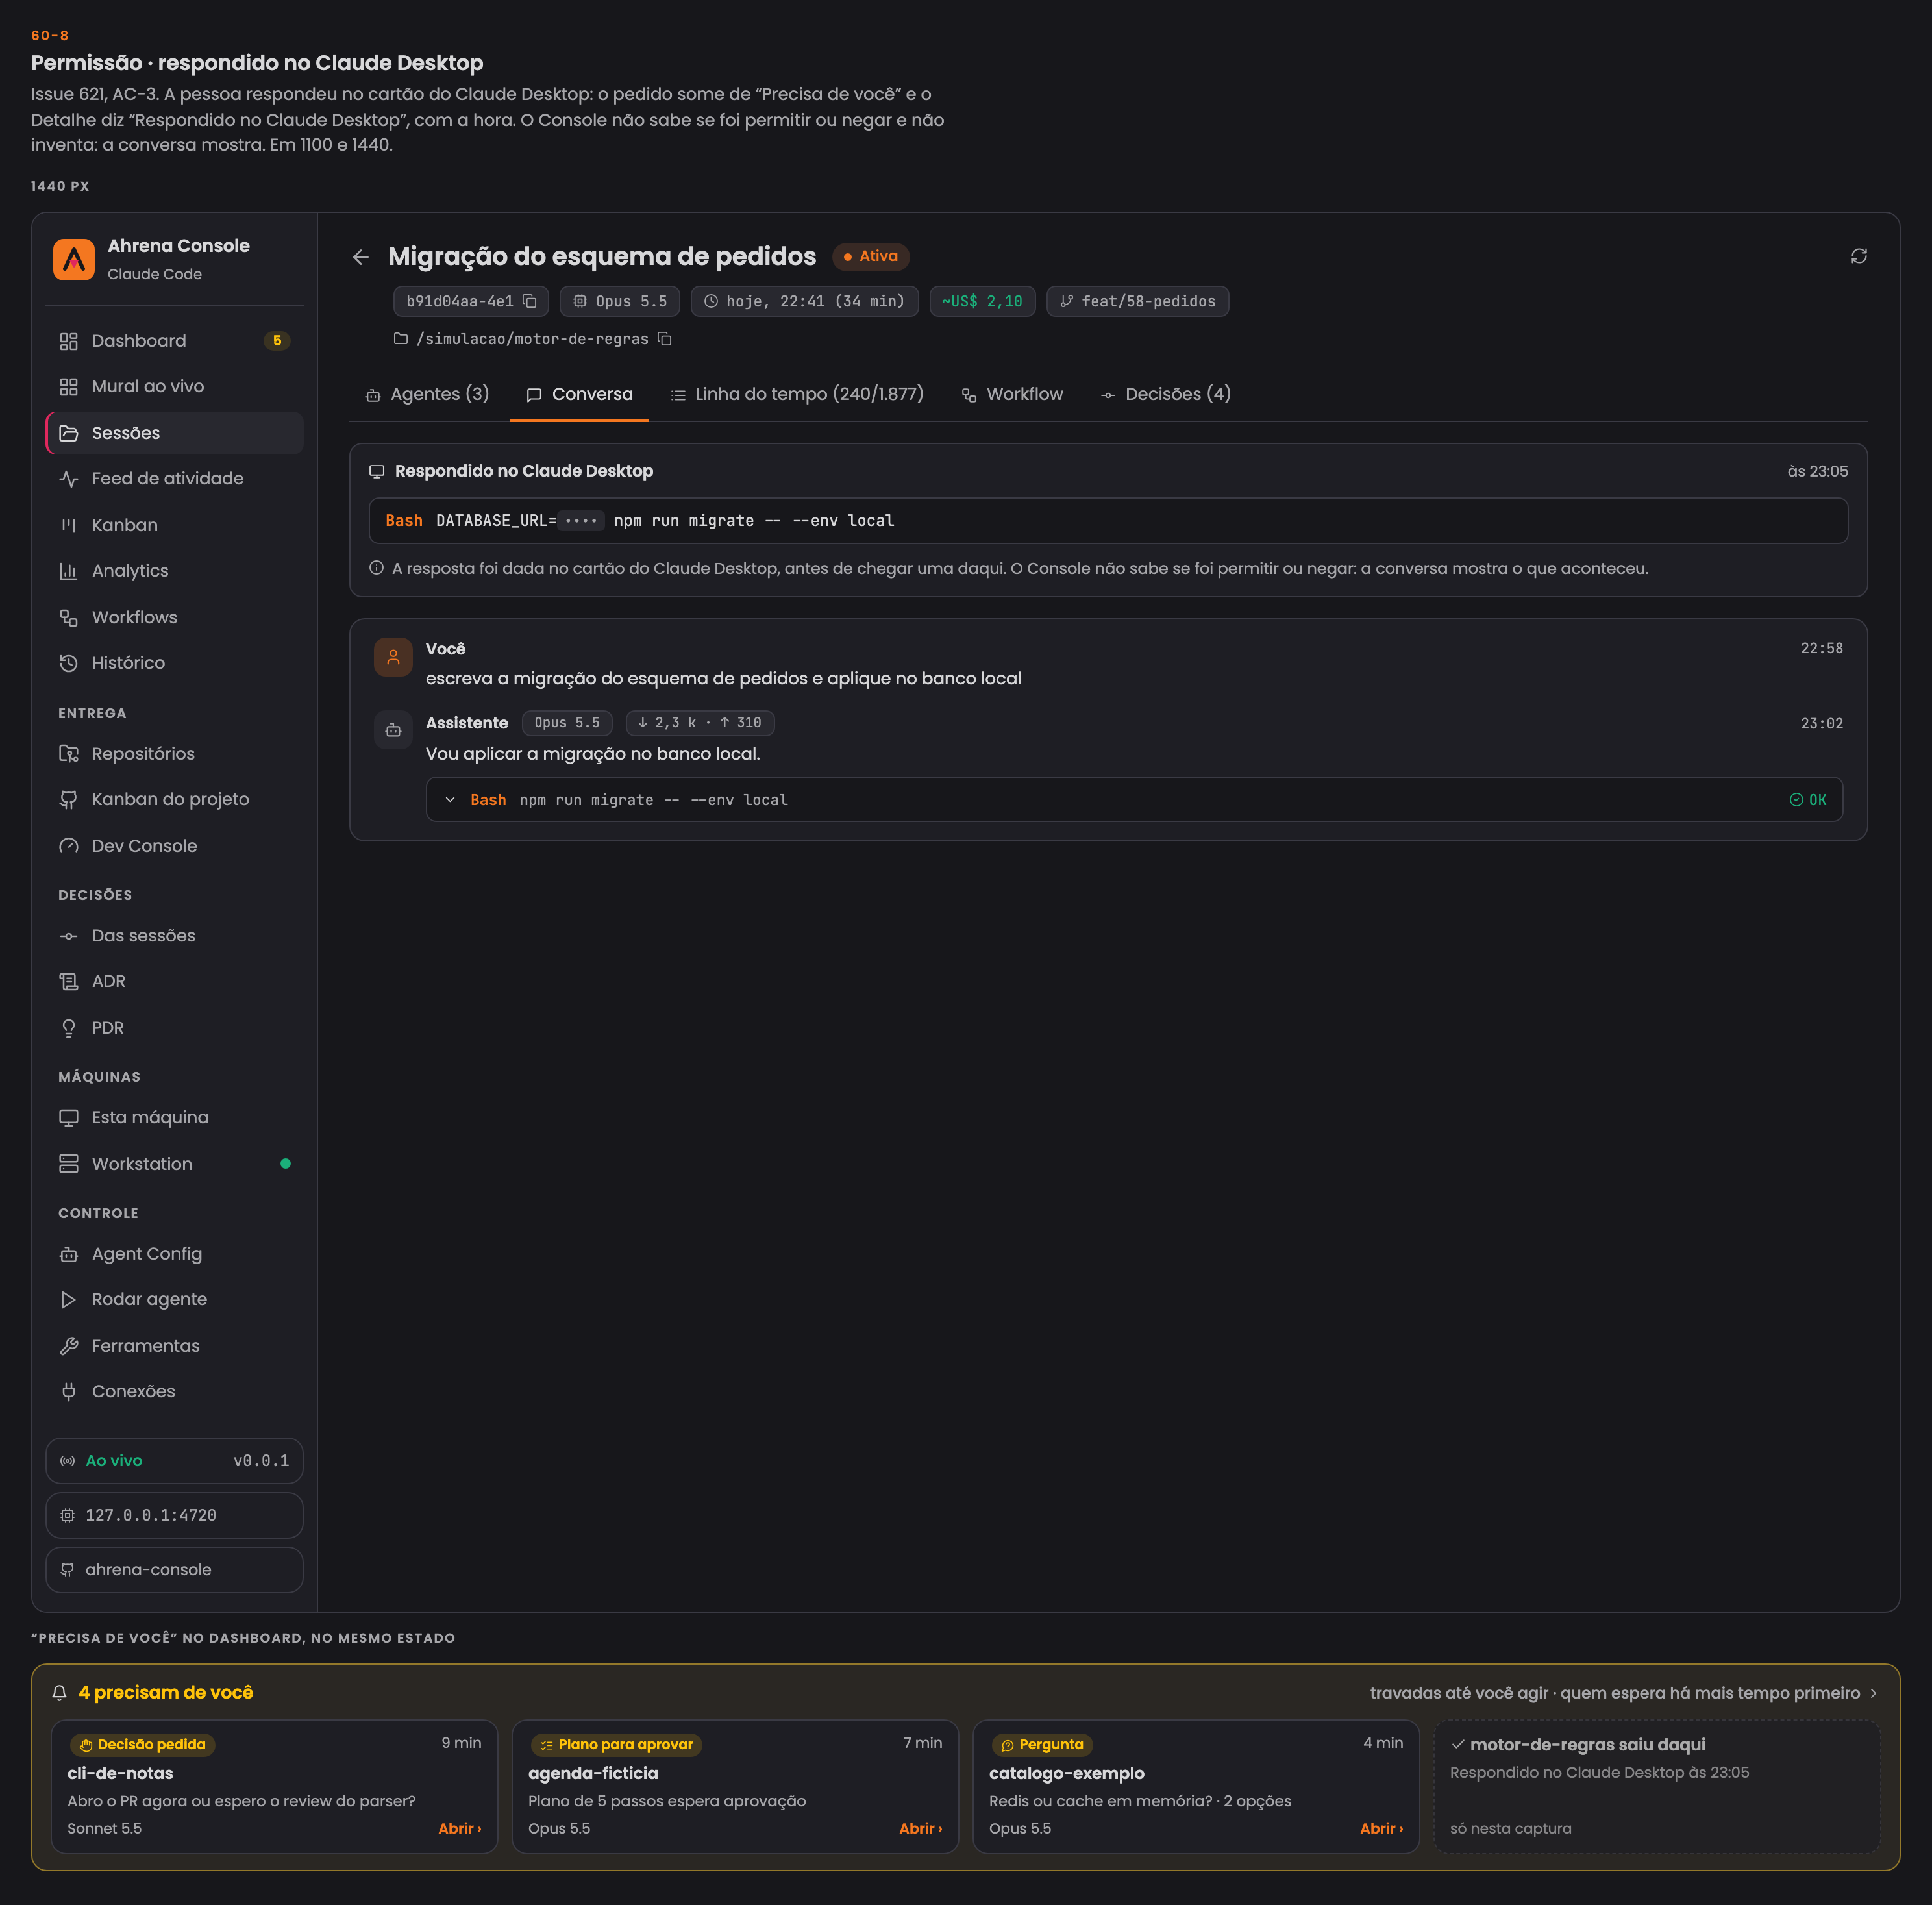 60-8
Permissão · respondido no Claude Desktop
Issue 621, AC-3. A pessoa respondeu no cartão do Claude Desktop: o pedido some de “Precisa de você” e o
Detalhe diz “Respondido no Claude Desktop”, com a hora. O Console não sabe se foi permitir ou negar e não
inventa: a conversa mostra. Em 1100 e 1440.
1440 PX
Ahrena Console
Claude Code
Dashboard 5
Mural ao vivo
Sessões
Feed de atividade
Kanban
Analytics
Workflows
Histórico
ENTREGA
Repositórios
Kanban do projeto
Dev Console
DECISÕES
Das sessões
ADR
PDR
MÁQUINAS
Esta máquina
Workstation
CONTROLE
Agent Config
Rodar agente
Ferramentas
Conexões
Ao vivo v0.0.1
127.0.0.1:4720
ahrena-console
Migração do esquema de pedidos Ativa
b91d04aa-4e1 Opus 5.5 hoje, 22:41 (34 min) ~US$ 2,10 feat/58-pedidos
/simulacao/motor-de-regras
Agentes (3) Conversa Linha do tempo (240/1.877) Workflow Decisões (4)
Respondido no Claude Desktop às 23:05
Bash DATABASE_URL=•••• npm run migrate -- --env local
A resposta foi dada no cartão do Claude Desktop, antes de chegar uma daqui. O Console não sabe se foi permitir ou negar: a conversa mostra o que aconteceu.
Você 22:58
escreva a migração do esquema de pedidos e aplique no banco local
Assistente Opus 5.5 ↓ 2,3 k · ↑ 310 23:02
Vou aplicar a migração no banco local.
Bash npm run migrate -- --env local OK
“PRECISA DE VOCÊ” NO DASHBOARD, NO MESMO ESTADO
4 precisam de você travadas até você agir · quem espera há mais tempo primeiro ›
Decisão pedida 9 min
cli-de-notas
Abro o PR agora ou espero o review do parser?
Sonnet 5.5 Abrir ›
Plano para aprovar 7 min
agenda-ficticia
Plano de 5 passos espera aprovação
Opus 5.5 Abrir ›
Pergunta 4 min
catalogo-exemplo
Redis ou cache em memória? · 2 opções
Opus 5.5 Abrir ›
motor-de-regras saiu daqui
Respondido no Claude Desktop às 23:05
só nesta captura